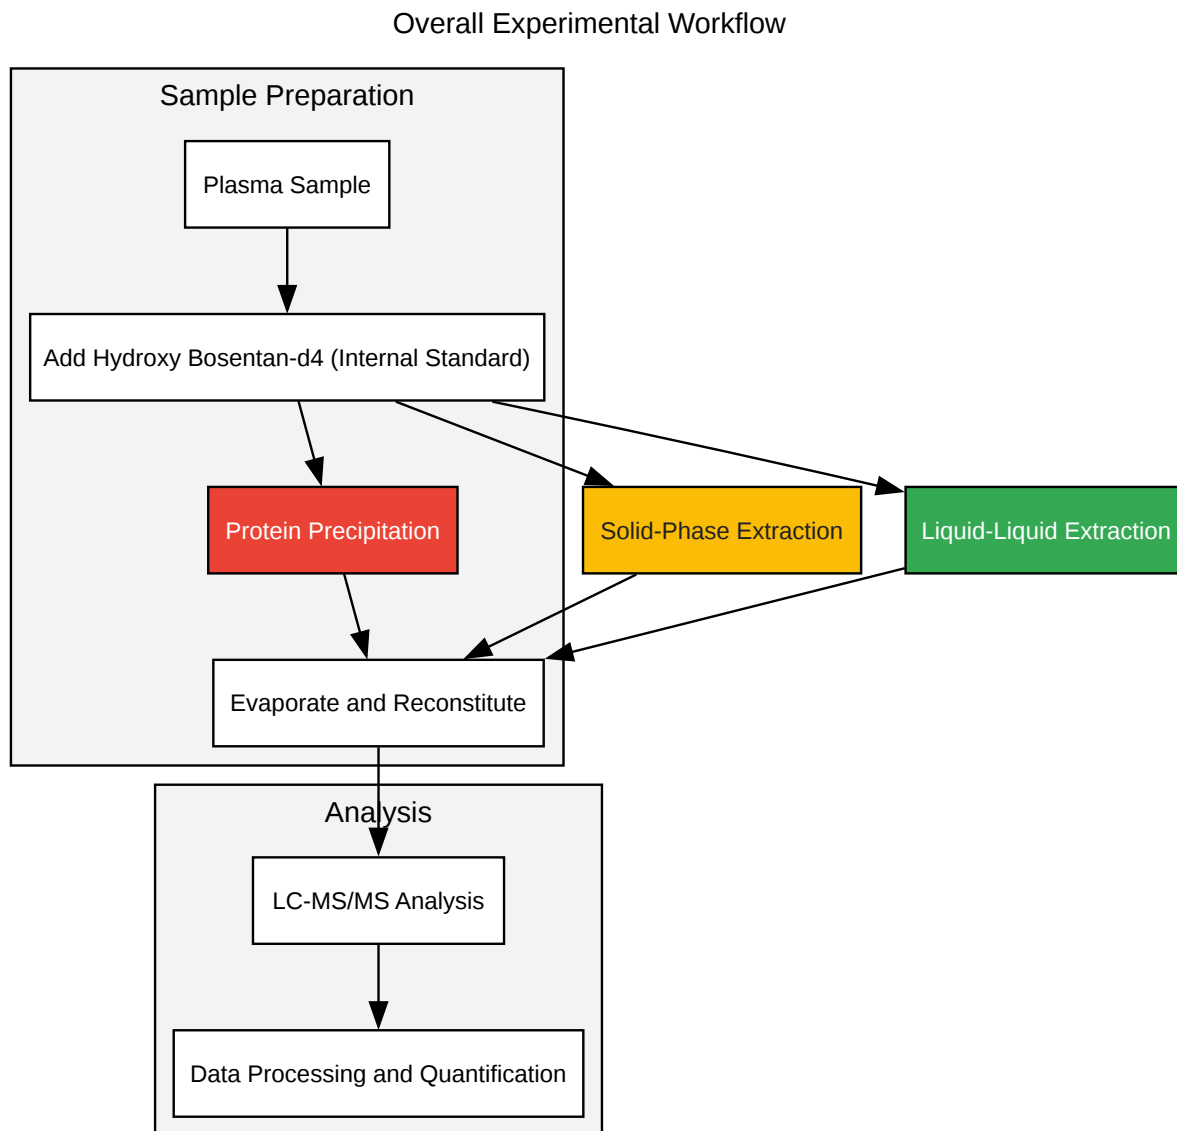 Overall Experimental Workflow
Sample Preparation
Plasma Sample
Add Hydroxy Bosentan-d4 (Internal Standard)
Protein Precipitation
Solid-Phase Extraction
Liquid-Liquid Extraction
Evaporate and Reconstitute
Analysis
LC-MS/MS Analysis
Data Processing and Quantification